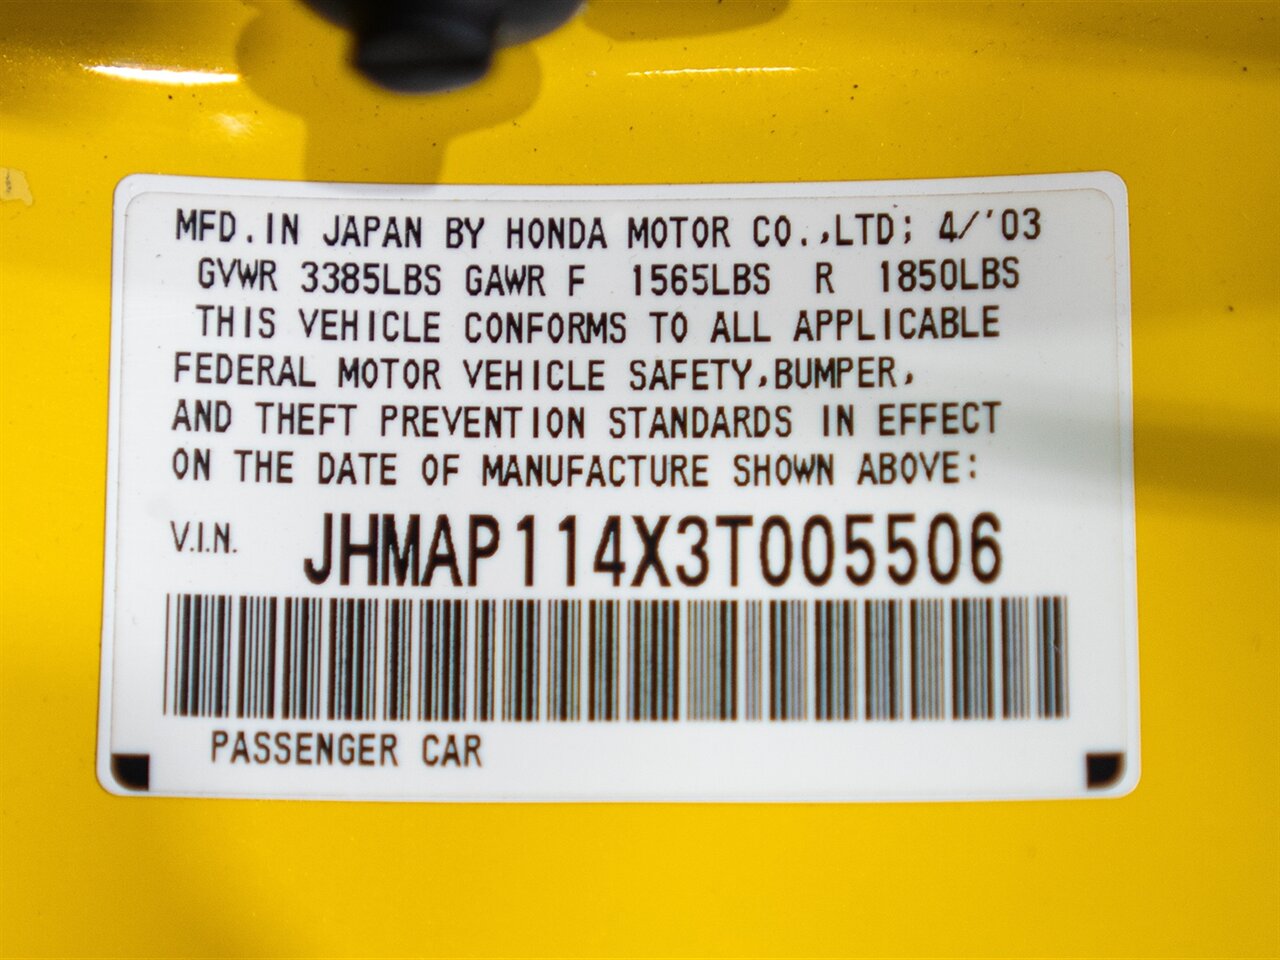 MFD.IN JAPAN BY HONDA MOTOR CO.,LTD; 4/'03
GVWR 3385LBS GAWR F 1565LBS R 1850LBS
THIS VEHICLE CONFORMS TO ALL APPLICABLE
FEDERAL MOTOR VEHICLE SAFETY,BUMPER,
AND THEFT PREVENTION STANDARDS IN EFFECT
ON THE DATE OF MANUFACTURE SHOWN ABOVE:
V.I.N. JHMAP114X3T005506
PASSENGER CAR